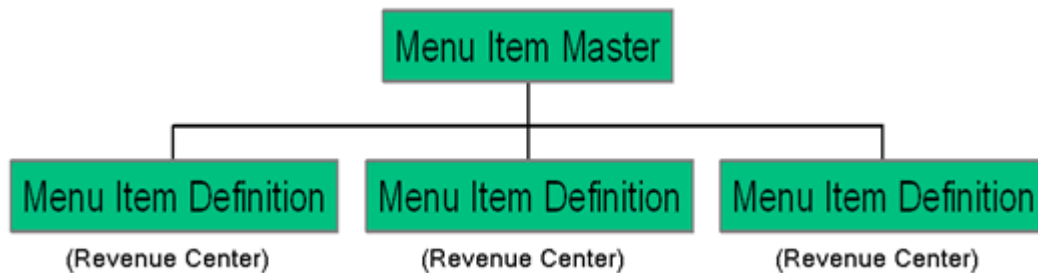 Menu Item Master
Menu Item Definition Menu Item Definition Menu Item Definition
(Revenue Center) (Revenue Center) (Revenue Center)